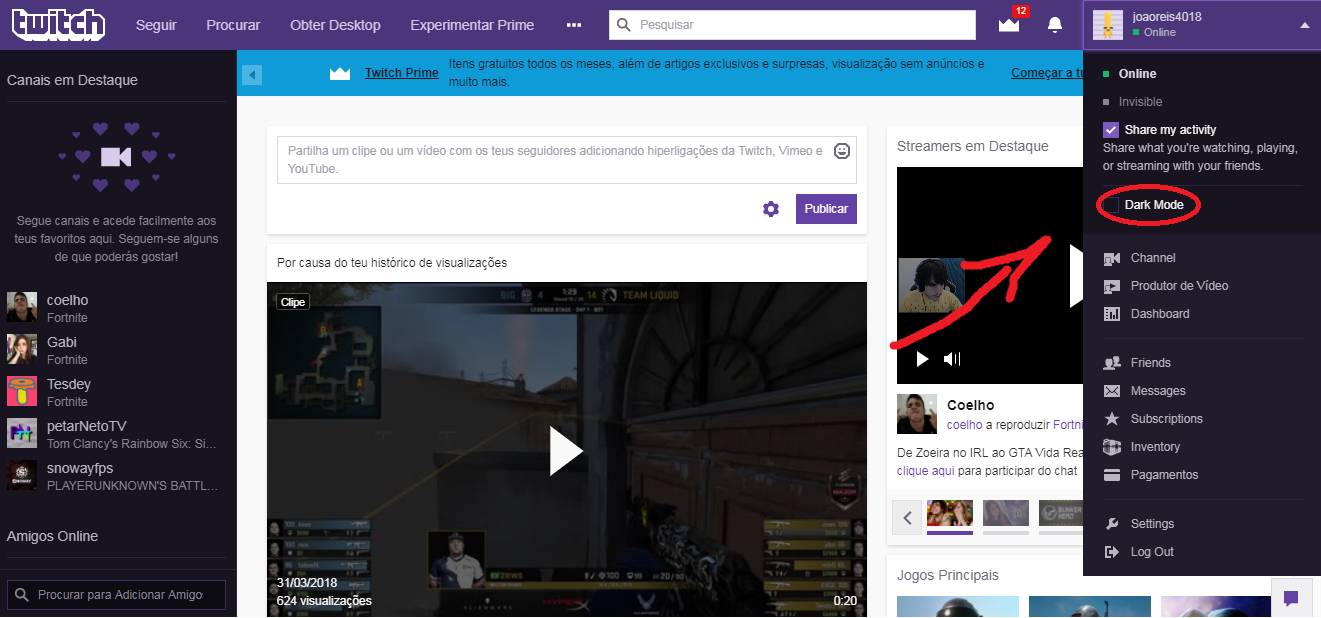 twitch
Seguir
Procurar
Obter Desktop
Experimentar Prime
Pesquisar
12
joaoreis4018
Online
Canais em Destaque
Segue canais e acede facilmente aos
teus favoritos aqui. Seguem-se alguns
de que poderás gostar!
coelho
Fortnite
Gabi
Fortnite
Tesdey
Fortnite
petarNetoTV
Tom Clancy's Rainbow Six: Si...
snowayfps
PLAYERUNKNOWN'S BATTL...
Amigos Online
Procurar para Adicionar Amigo
Twitch Prime
Itens gratuitos todos os meses, além de artigos exclusivos e surpresas, visualização sem anúncios e
muito mais.
Começar a tu
Partilha um clipe ou um vídeo com os teus seguidores adicionando hiperligações da Twitch, Vimeo e
YouTube.
Publicar
Por causa do teu histórico de visualizações
Clipe
BIG 4 1:29 14 TEAM LIQUID
31/03/2018
624 visualizações
0:20
Streamers em Destaque
Coelho
coelho a reproduzir Fortni
De Zoeira no IRL ao GTA Vida Rea
clique aqui para participar do chat
Jogos Principais
Online
Invisible
Share my activity
Share what you're watching, playing,
or streaming with your friends.
Dark Mode
Channel
Produtor de Vídeo
Dashboard
Friends
Messages
Subscriptions
Inventory
Pagamentos
Settings
Log Out